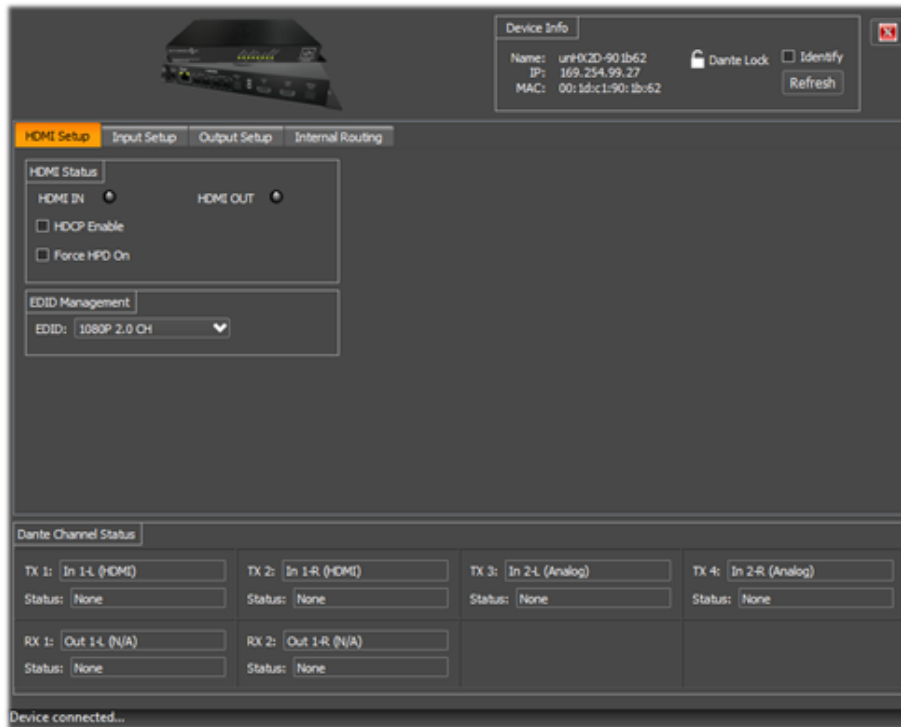 Device Info
Name: unHX2D-901b62
IP: 169.254.99.27
MAC: 00:1d:c1:90:1b:62
Dante Lock
Identify
Refresh
HDMI Setup Input Setup Output Setup Internal Routing
HDMI Status
HDMI IN HDMI OUT
HDCP Enable
Force HPD On
EDID Management
EDID: 1080P 2.0 CH
Dante Channel Status
TX 1: In 1-L (HDMI) TX 2: In 1-R (HDMI) TX 3: In 2-L (Analog) TX 4: In 2-R (Analog)
Status: None Status: None Status: None Status: None
RX 1: Out 1-L (N/A) RX 2: Out 1-R (N/A)
Status: None Status: None
Device connected...